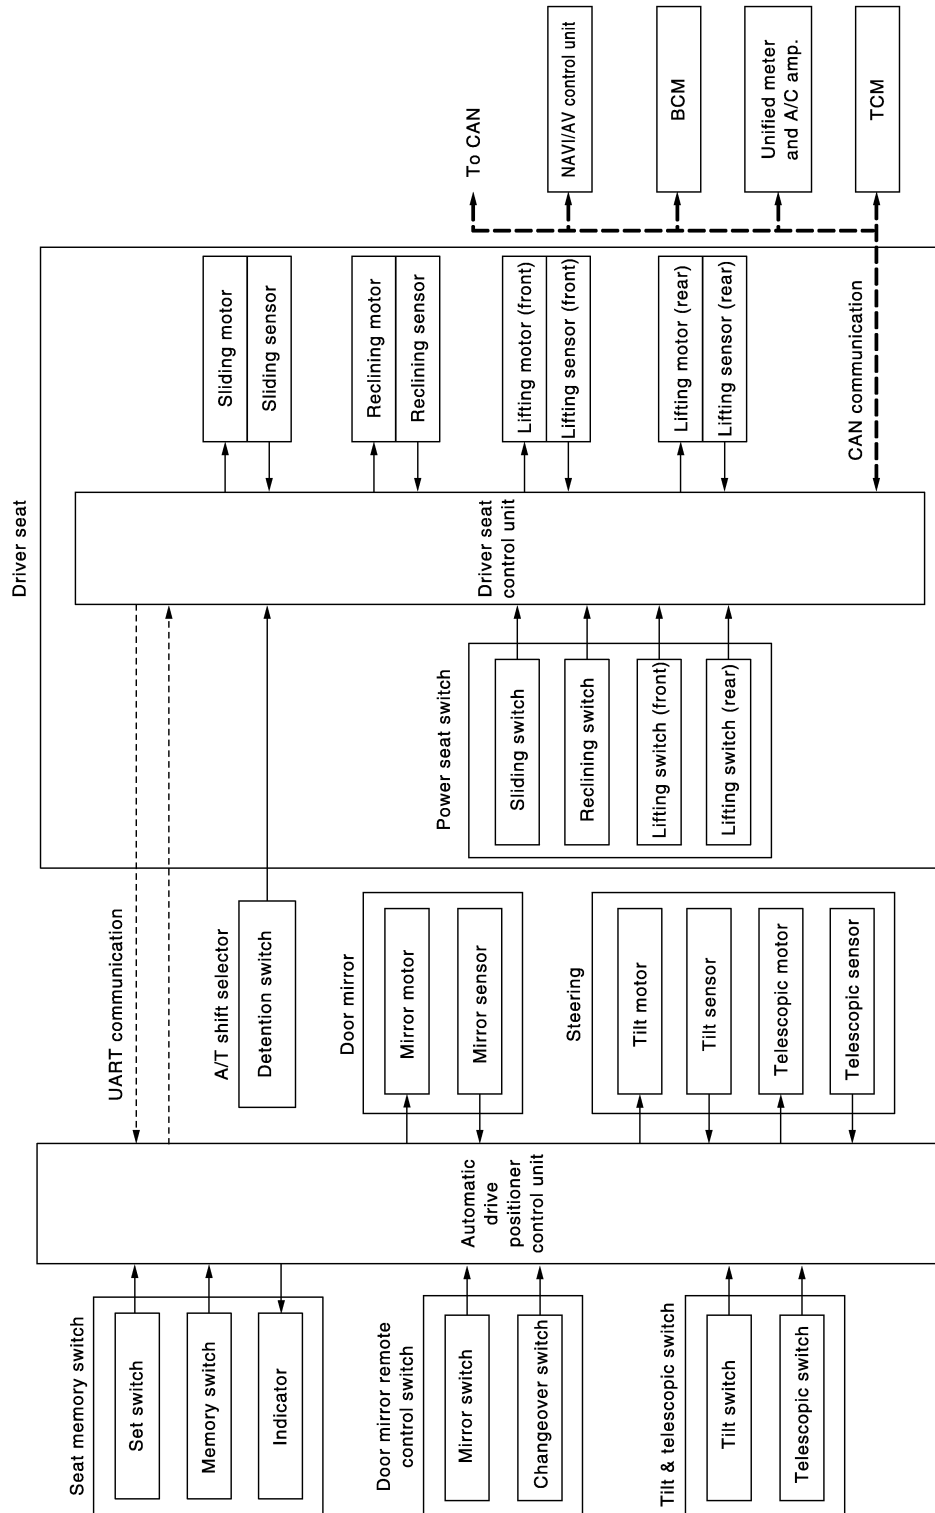 Seat memory switch
Set switch
Memory switch
Indicator
Door mirror remote
control switch
Mirror switch
Changeover switch
Tilt & telescopic switch
Tilt switch
Telescopic switch
Automatic
drive
positioner
control unit
UART communication
A/T shift selector
Detention switch
Door mirror
Mirror motor
Mirror sensor
Steering
Tilt motor
Tilt sensor
Telescopic motor
Telescopic sensor
Driver seat
Power seat switch
Sliding switch
Reclining switch
Lifting switch (front)
Lifting switch (rear)
Driver seat
control unit
Sliding motor
Sliding sensor
Reclining motor
Reclining sensor
Lifting motor (front)
Lifting sensor (front)
Lifting motor (rear)
Lifting sensor (rear)
CAN communication
To CAN
NAVI/AV control unit
BCM
Unified meter
and A/C amp.
TCM